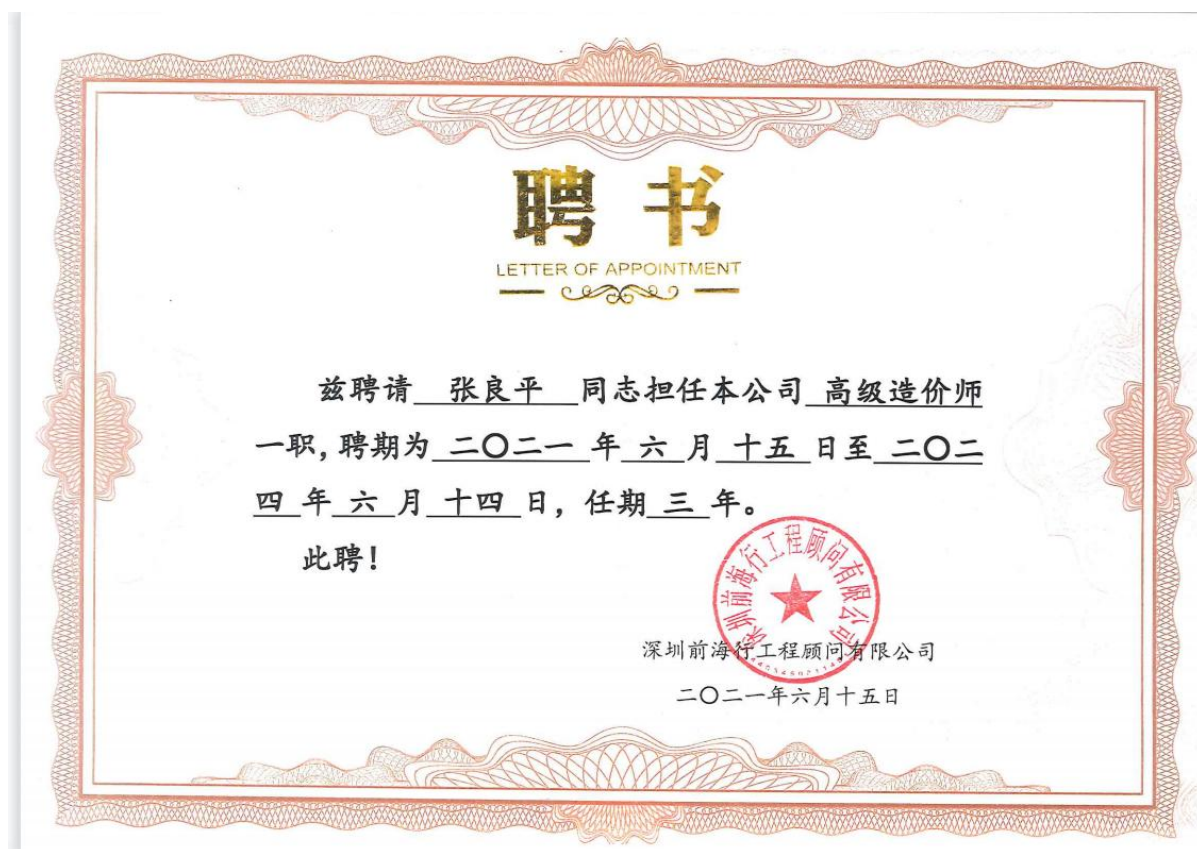 聘书
LETTER OF APPOINTMENT
兹聘请 张良平 同志担任本公司 高级造价师
一职,聘期为 二〇二一 年 六 月 十五 日至 二〇二
四 年 六 月 十四 日，任期 三 年。
此聘！
深圳前海行工程顾问有限公司
深圳前海行工程顾问有限公司
二〇二一年六月十五日